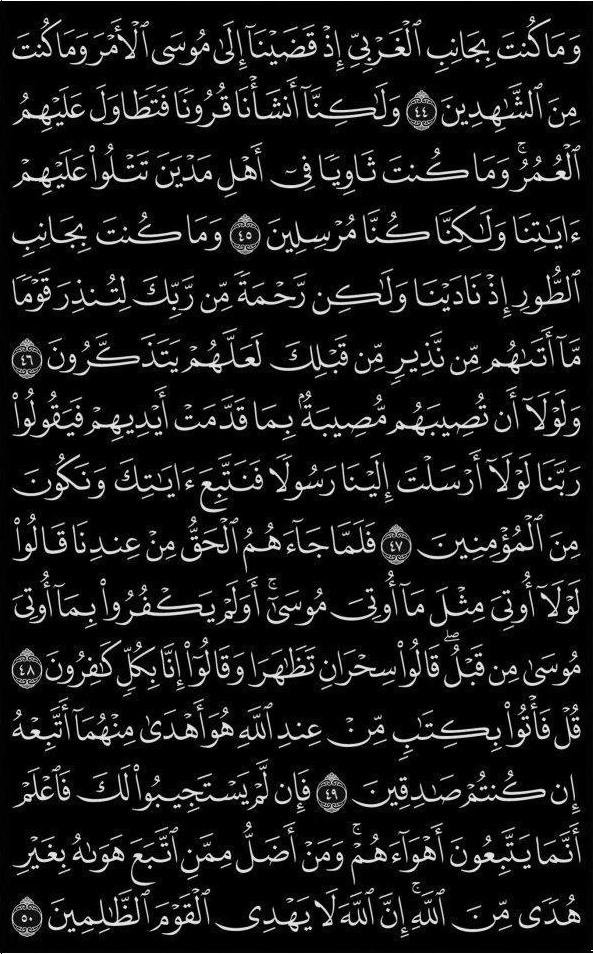 وَمَا كُنتَ بِجَانِبِ ٱلْغَرْبِىِّ إِذْ قَضَيْنَآ إِلَىٰ مُوسَى ٱلْأَمْرَ وَمَا كُنتَ
مِنَ ٱلشَّـٰهِدِينَ ٤٤ وَلَـٰكِنَّآ أَنشَأْنَا قُرُونًا فَتَطَاوَلَ عَلَيْهِمُ
ٱلْعُمُرُ ۚ وَمَا كُنتَ ثَاوِيًا فِىٓ أَهْلِ مَدْيَنَ تَتْلُوا۟ عَلَيْهِمْ
ءَايَـٰتِنَا وَلَـٰكِنَّا كُنَّا مُرْسِلِينَ ٤٥ وَمَا كُنتَ بِجَانِبِ
ٱلطُّورِ إِذْ نَادَيْنَا وَلَـٰكِن رَّحْمَةً مِّن رَّبِّكَ لِتُنذِرَ قَوْمًا
مَّآ أَتَىٰهُم مِّن نَّذِيرٍ مِّن قَبْلِكَ لَعَلَّهُمْ يَتَذَكَّرُونَ ٤٦
وَلَوْلَآ أَن تُصِيبَهُم مُّصِيبَةٌۢ بِمَا قَدَّمَتْ أَيْدِيهِمْ فَيَقُولُوا۟
رَبَّنَا لَوْلَآ أَرْسَلْتَ إِلَيْنَا رَسُولًا فَنَتَّبِعَ ءَايَـٰتِكَ وَنَكُونَ
مِنَ ٱلْمُؤْمِنِينَ ٤٧ فَلَمَّا جَآءَهُمُ ٱلْحَقُّ مِنْ عِندِنَا قَالُوا۟
لَوْلَآ أُوتِىَ مِثْلَ مَآ أُوتِىَ مُوسَىٰٓ ۚ أَوَلَمْ يَكْفُرُوا۟ بِمَآ أُوتِىَ
مُوسَىٰ مِن قَبْلُ ۖ قَالُوا۟ سِحْرَانِ تَظَـٰهَرَا وَقَالُوٓا۟ إِنَّا بِكُلٍّ كَـٰفِرُونَ ٤٨
قُلْ فَأْتُوا۟ بِكِتَـٰبٍ مِّنْ عِندِ ٱللَّهِ هُوَ أَهْدَىٰ مِنْهُمَآ أَتَّبِعْهُ
إِن كُنتُمْ صَـٰدِقِينَ ٤٩ فَإِن لَّمْ يَسْتَجِيبُوا۟ لَكَ فَٱعْلَمْ
أَنَّمَا يَتَّبِعُونَ أَهْوَآءَهُمْ ۚ وَمَنْ أَضَلُّ مِمَّنِ ٱتَّبَعَ هَوَىٰهُ بِغَيْرِ
هُدًى مِّنَ ٱللَّهِ ۚ إِنَّ ٱللَّهَ لَا يَهْدِى ٱلْقَوْمَ ٱلظَّـٰلِمِينَ ٥٠